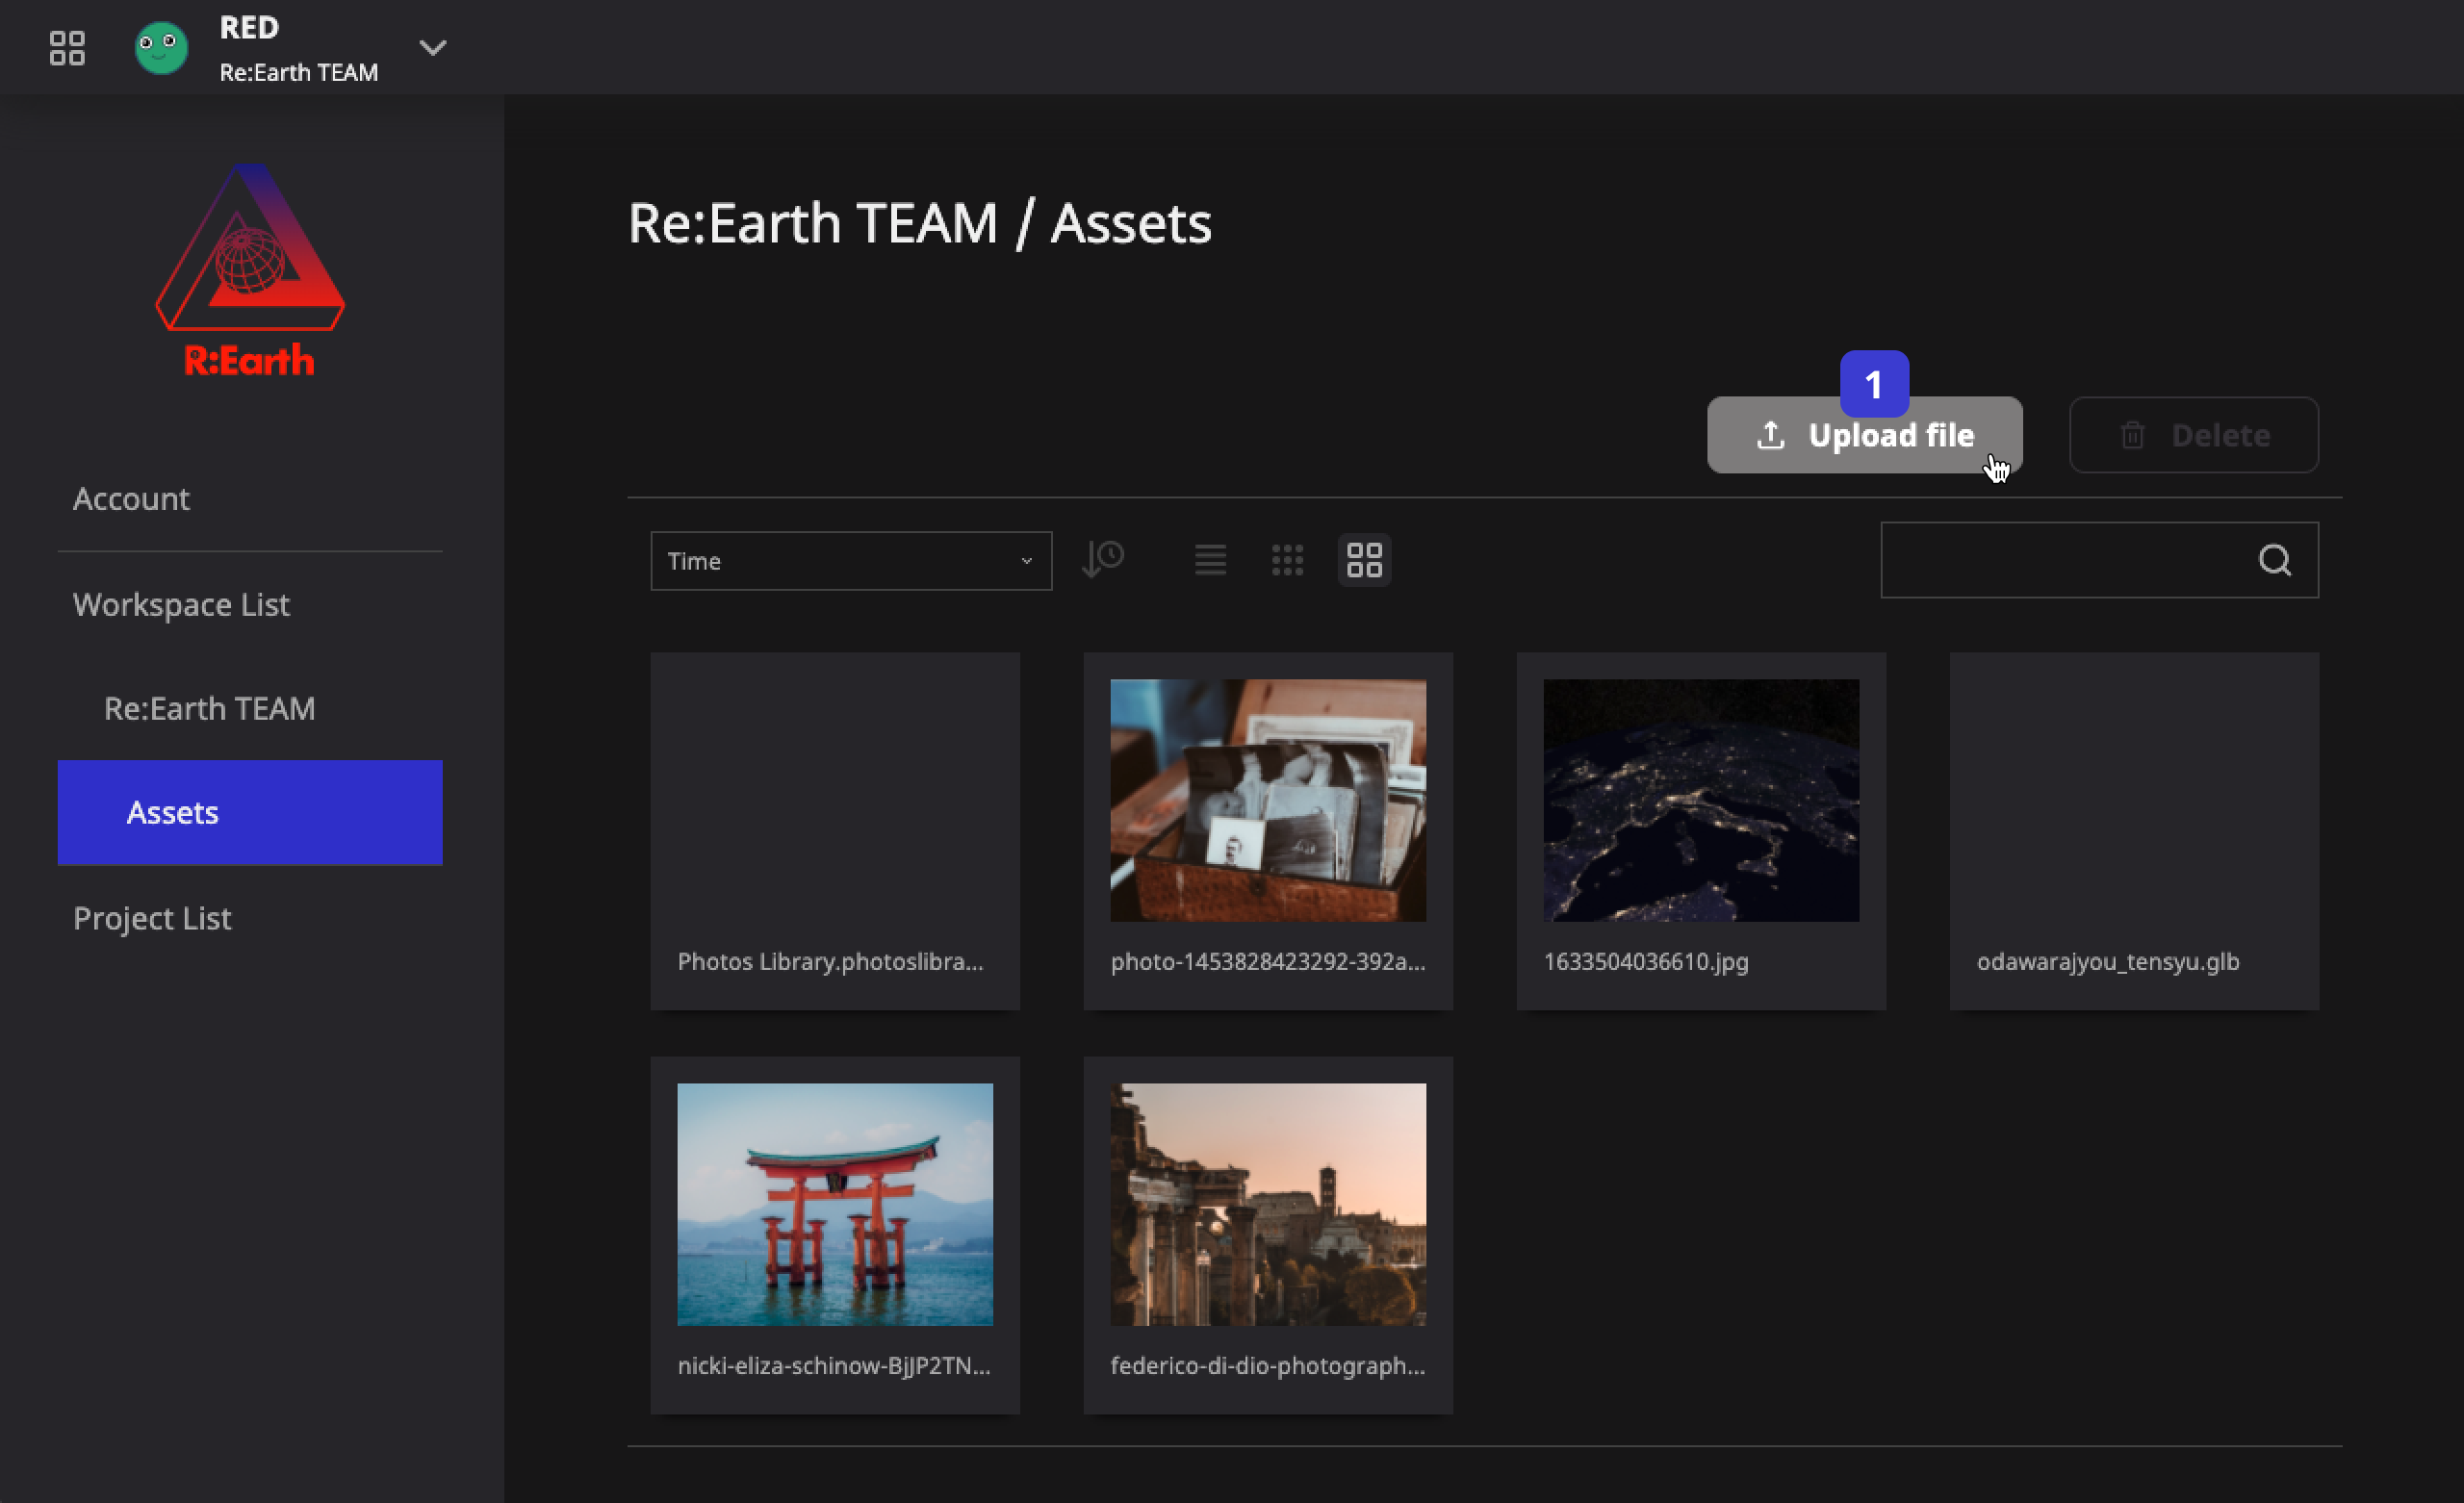 RED
Re:Earth TEAM
R:Earth
Account
Workspace List
Re:Earth TEAM
Assets
Project List
Re:Earth TEAM / Assets
1
Upload file
Delete
Time
Photos Library.photoslibra...
photo-1453828423292-392a...
1633504036610.jpg
odawarajyou_tensyu.glb
nicki-eliza-schinow-BjJP2TN...
federico-di-dio-photograph...